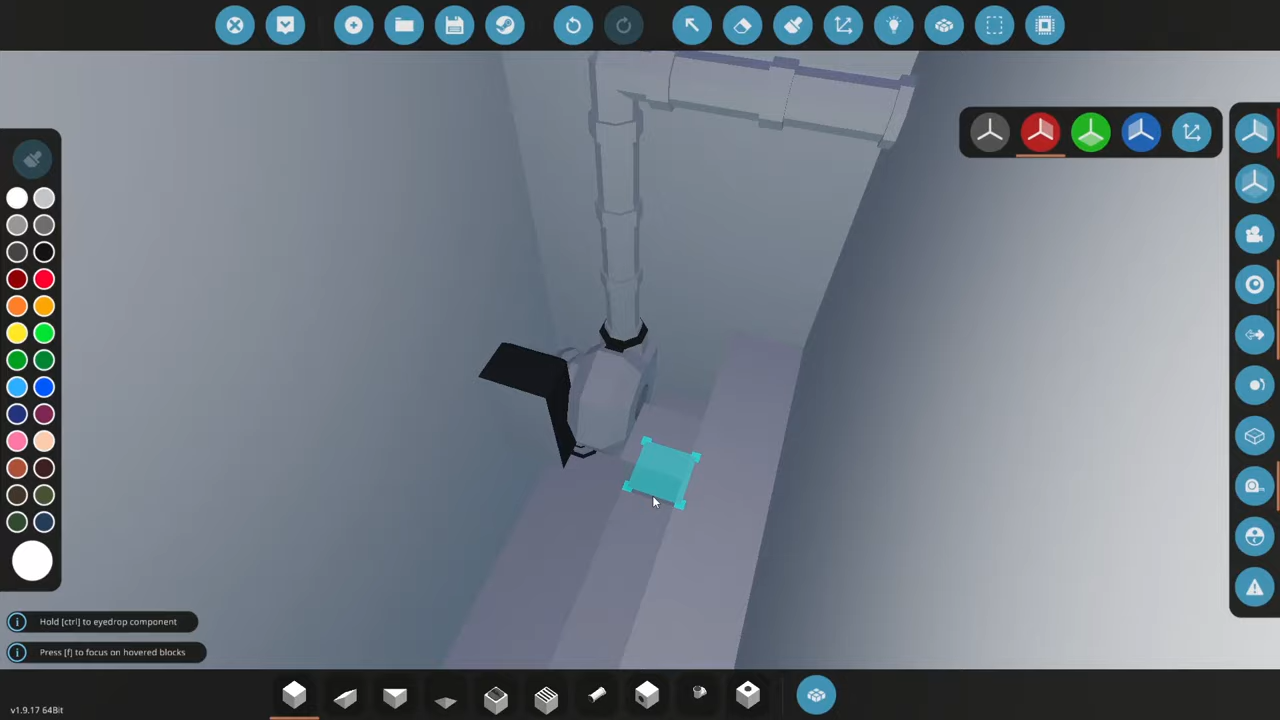 Hold [ctrl] to eyedrop component
Press [f] to focus on hovered blocks
v1.9.17 64Bit